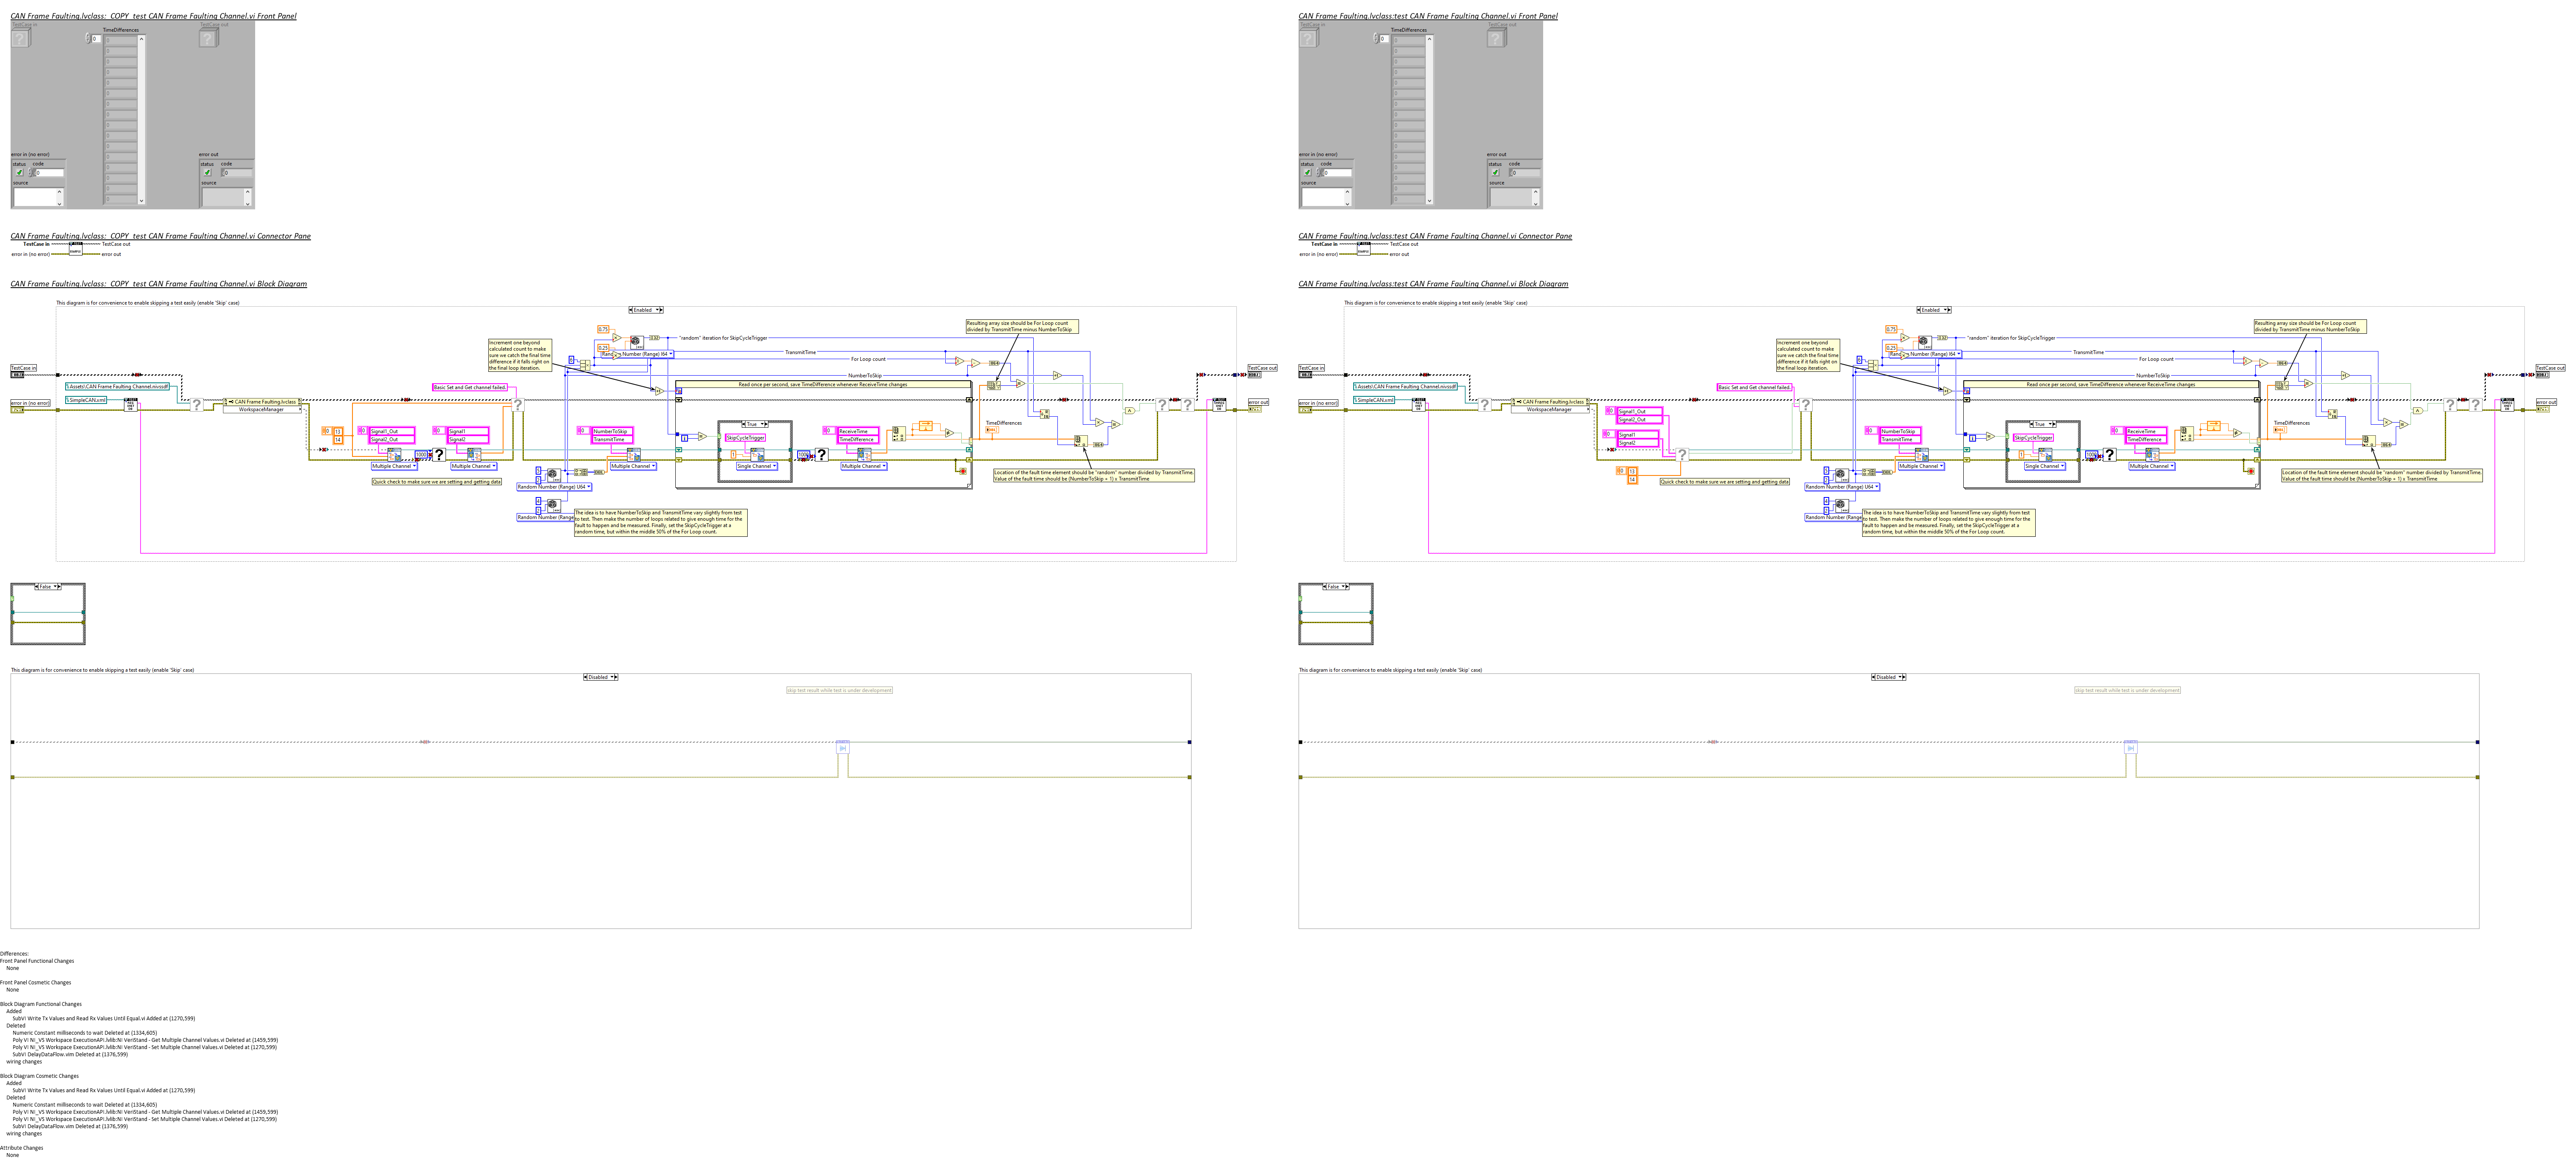 CAN Frame Faulting.lvclass:_COPY_test CAN Frame Faulting Channel.vi Front Panel
TestCase in
TestCase out
TimeDifferences
0
error in (no error)
status code
0
source
error out
status code
0
source
CAN Frame Faulting.lvclass:_COPY_test CAN Frame Faulting Channel.vi Connector Pane
TestCase in
TestCase out
error in (no error)
error out
CAN Frame Faulting.lvclass:_COPY_test CAN Frame Faulting Channel.vi Block Diagram
This diagram is for convenience to enable skipping a test easily (enable 'Skip' case)
Enabled
Resulting array size should be For Loop count
divided by TransmitTime minus NumberToSkip
0.75
0.25
"random" iteration for SkipCycleTrigger
Increment one beyond
calculated count to make
sure we catch the final time
difference if it falls right on
the final loop iteration.
TransmitTime
For Loop count
NumberToSkip
TestCase in
TestCase out
\Assets\CAN Frame Faulting Channel.nivssdf
\SimpleCAN.xml
error in (no error)
error out
CAN Frame Faulting.lvclass
WorkspaceManager
Basic Set and Get channel failed.
Read once per second, save TimeDifference whenever ReceiveTime changes
13
14
Signal1_Out
Signal2_Out
Signal1
Signal2
1000
Multiple Channel
Multiple Channel
Quick check to make sure we are setting and getting data
NumberToSkip
TransmitTime
Multiple Channel
True
SkipCycleTrigger
Single Channel
ReceiveTime
TimeDifference
Multiple Channel
TimeDifferences
Location of the fault time element should be "random" number divided by TransmitTime.
Value of the fault time should be (NumberToSkip + 1) x TransmitTime
Random Number (Range) U64
Random Number (Range)
The idea is to have NumberToSkip and TransmitTime vary slightly from test
to test. Then make the number of loops related to give enough time for the
fault to happen and be measured. Finally, set the SkipCycleTrigger at a
random time, but within the middle 50% of the For Loop count.
False
This diagram is for convenience to enable skipping a test easily (enable 'Skip' case)
Disabled
skip test result while test is under development
CAN Frame Faulting.lvclass:test CAN Frame Faulting Channel.vi Front Panel
TestCase in
TestCase out
TimeDifferences
0
error in (no error)
status code
0
source
error out
status code
0
source
CAN Frame Faulting.lvclass:test CAN Frame Faulting Channel.vi Connector Pane
TestCase in
TestCase out
error in (no error)
error out
CAN Frame Faulting.lvclass:test CAN Frame Faulting Channel.vi Block Diagram
This diagram is for convenience to enable skipping a test easily (enable 'Skip' case)
Enabled
Resulting array size should be For Loop count
divided by TransmitTime minus NumberToSkip
0.75
0.25
"random" iteration for SkipCycleTrigger
Increment one beyond
calculated count to make
sure we catch the final time
difference if it falls right on
the final loop iteration.
TransmitTime
For Loop count
NumberToSkip
TestCase in
TestCase out
\Assets\CAN Frame Faulting Channel.nivssdf
\SimpleCAN.xml
error in (no error)
error out
CAN Frame Faulting.lvclass
WorkspaceManager
Basic Set and Get channel failed.
Read once per second, save TimeDifference whenever ReceiveTime changes
Signal1_Out
Signal2_Out
Signal1
Signal2
13
14
Quick check to make sure we are setting and getting data
NumberToSkip
TransmitTime
Multiple Channel
True
SkipCycleTrigger
Single Channel
ReceiveTime
TimeDifference
Multiple Channel
TimeDifferences
Location of the fault time element should be "random" number divided by TransmitTime.
Value of the fault time should be (NumberToSkip + 1) x TransmitTime
Random Number (Range) U64
Random Number (Range)
The idea is to have NumberToSkip and TransmitTime vary slightly from test
to test. Then make the number of loops related to give enough time for the
fault to happen and be measured. Finally, set the SkipCycleTrigger at a
random time, but within the middle 50% of the For Loop count.
False
This diagram is for convenience to enable skipping a test easily (enable 'Skip' case)
Disabled
skip test result while test is under development
Differences:
Front Panel Functional Changes
None
Front Panel Cosmetic Changes
None
Block Diagram Functional Changes
Added
SubVI Write Tx Values and Read Rx Values Until Equal.vi Added at (1270,599)
Deleted
Numeric Constant milliseconds to wait Deleted at (1334,605)
Poly VI NI_VS Workspace ExecutionAPI.lvlib:NI VeriStand - Get Multiple Channel Values.vi Deleted at (1459,599)
Poly VI NI_VS Workspace ExecutionAPI.lvlib:NI VeriStand - Set Multiple Channel Values.vi Deleted at (1270,599)
SubVI DelayDataFlow.vim Deleted at (1376,599)
wiring changes
Block Diagram Cosmetic Changes
Added
SubVI Write Tx Values and Read Rx Values Until Equal.vi Added at (1270,599)
Deleted
Numeric Constant milliseconds to wait Deleted at (1334,605)
Poly VI NI_VS Workspace ExecutionAPI.lvlib:NI VeriStand - Get Multiple Channel Values.vi Deleted at (1459,599)
Poly VI NI_VS Workspace ExecutionAPI.lvlib:NI VeriStand - Set Multiple Channel Values.vi Deleted at (1270,599)
SubVI DelayDataFlow.vim Deleted at (1376,599)
wiring changes
Attribute Changes
None